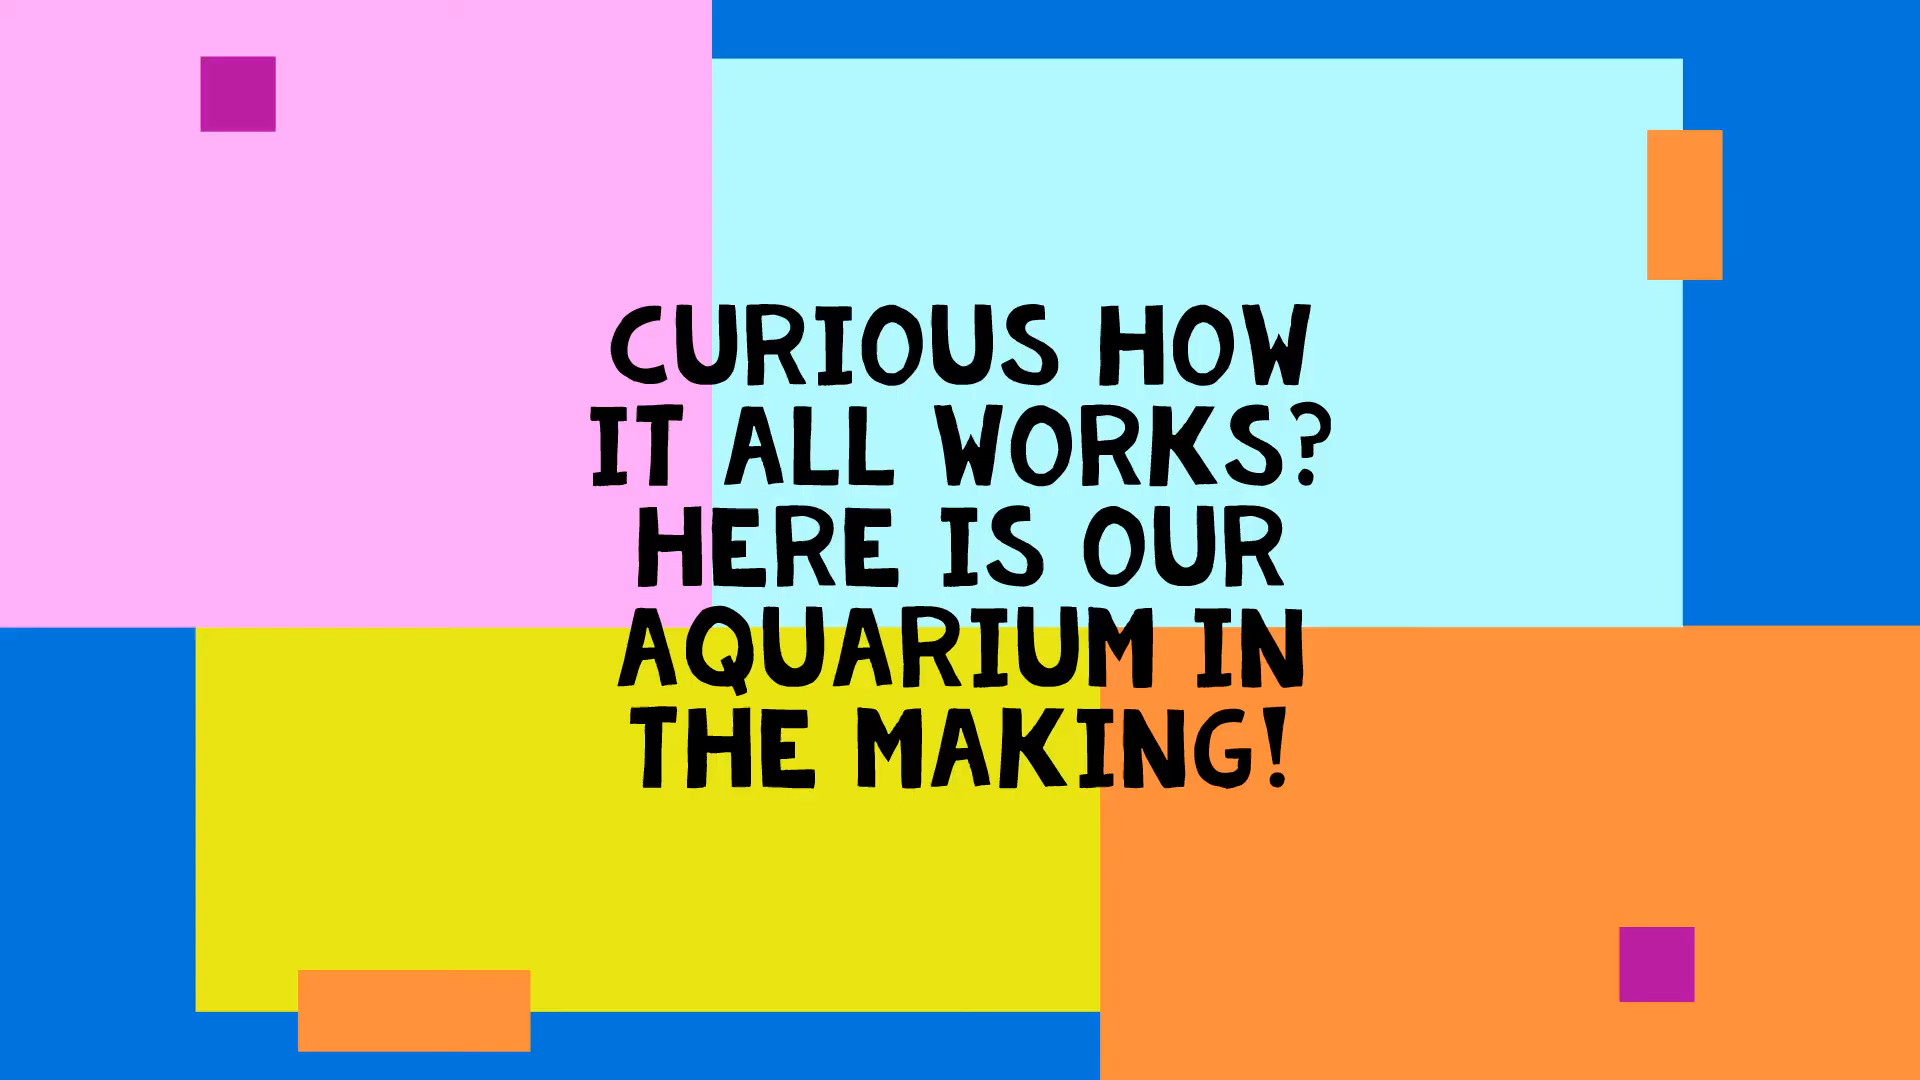 CURIOUS HOW
IT ALL WORKS?
HERE IS OUR
AQUARIUM IN
THE MAKING!